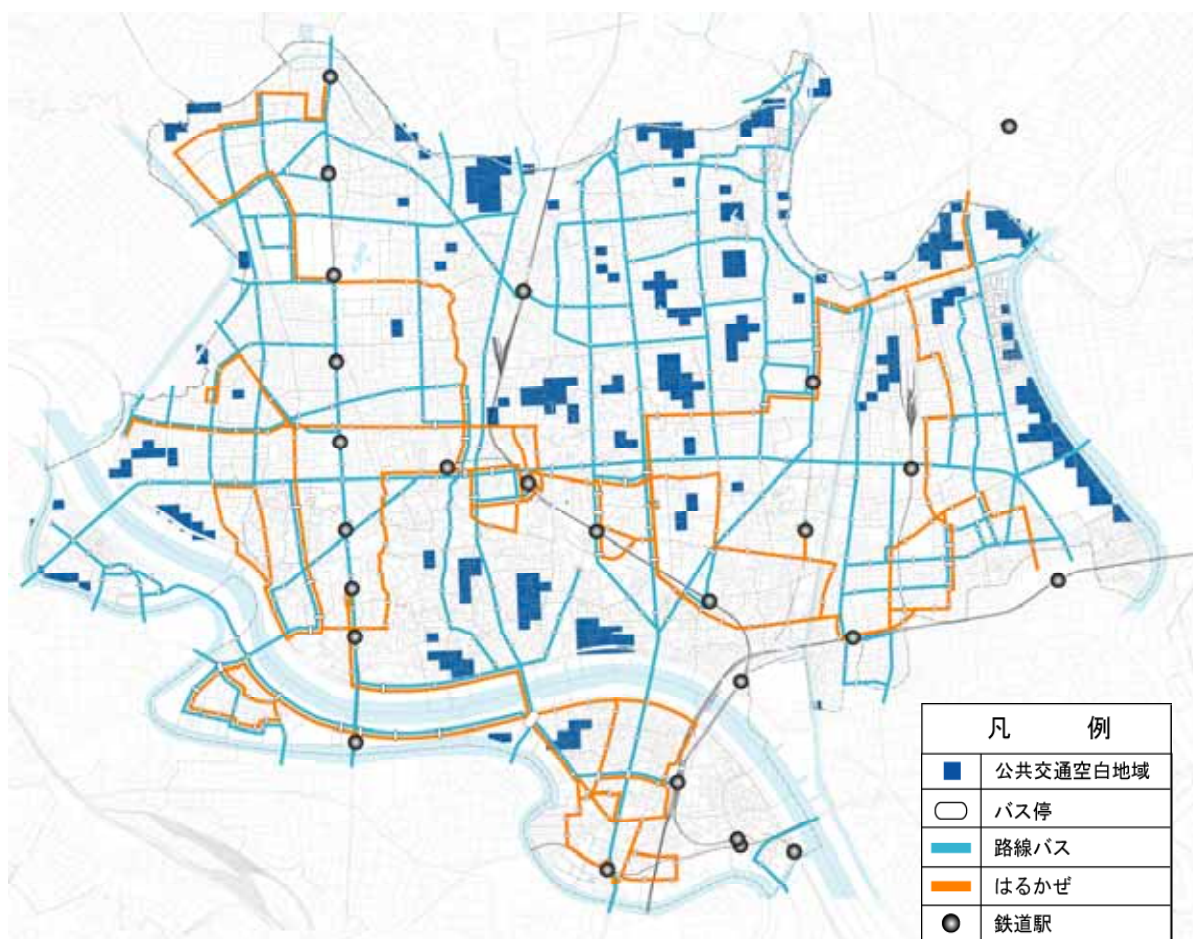 凡 例
公共交通空白地域
バス停
路線バス
はるかぜ
鉄道駅